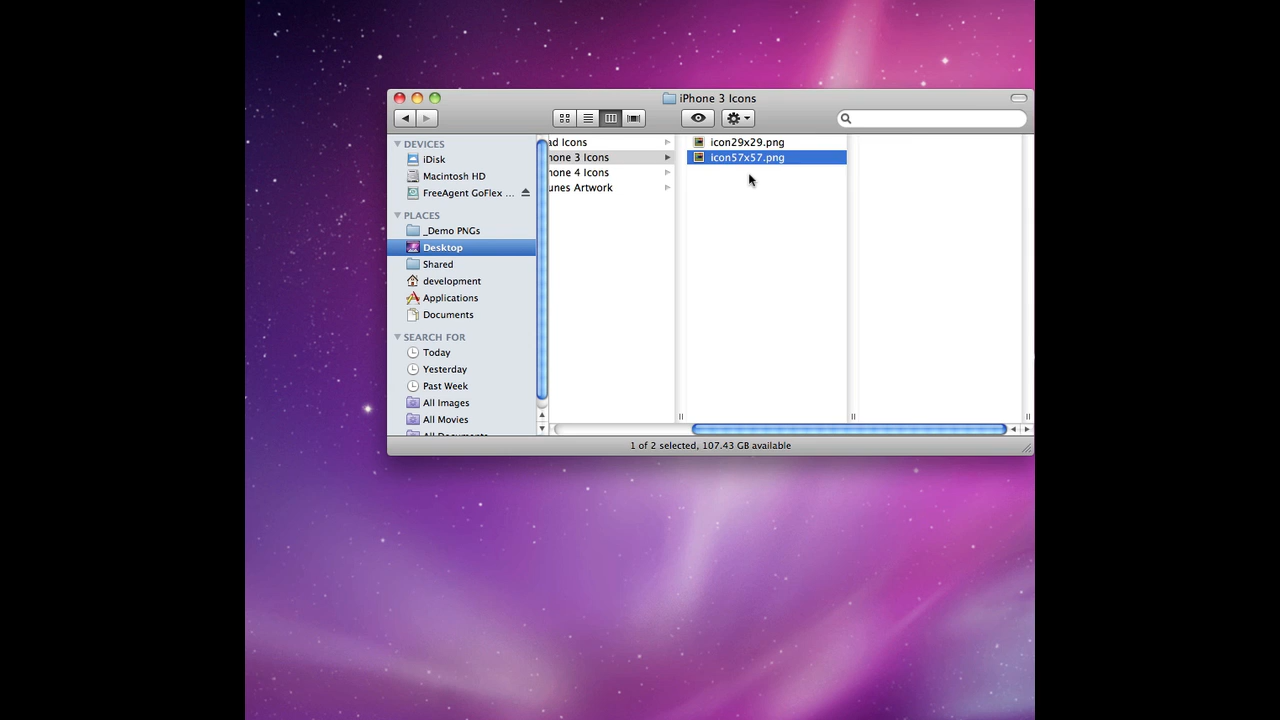 iPhone 3 Icons
DEVICES
iDisk
Macintosh HD
FreeAgent GoFlex ...
PLACES
_Demo PNGs
Desktop
Shared
development
Applications
Documents
SEARCH FOR
Today
Yesterday
Past Week
All Images
All Movies
All Documents
ad Icons
hone 3 Icons
hone 4 Icons
unes Artwork
icon29x29.png
icon57x57.png
1 of 2 selected, 107.43 GB available